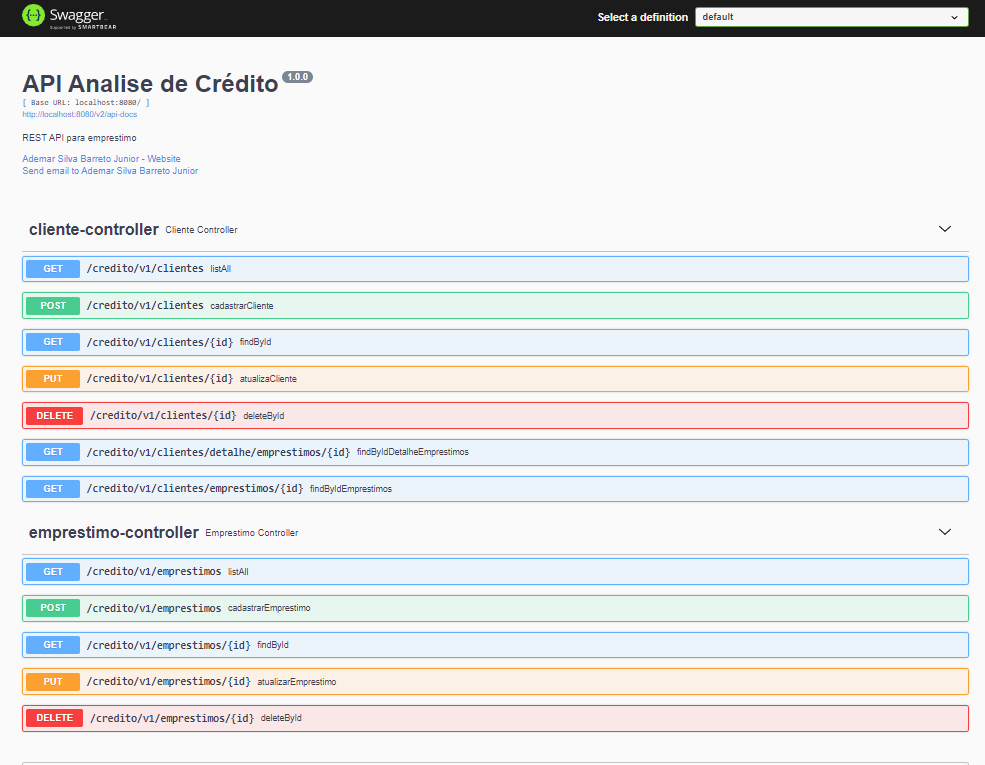 Swagger
Supported by SMARTBEAR
Select a definition
default
API Analise de Crédito 1.0.0
[ Base URL: localhost:8080/ ]
http://localhost:8080/v2/api-docs
REST API para emprestimo
Ademar Silva Barreto Junior - Website
Send email to Ademar Silva Barreto Junior
cliente-controller Cliente Controller
GET /credito/v1/clientes listAll
POST /credito/v1/clientes cadastrarCliente
GET /credito/v1/clientes/{id} findById
PUT /credito/v1/clientes/{id} atualizaCliente
DELETE /credito/v1/clientes/{id} deleteById
GET /credito/v1/clientes/detalhe/emprestimos/{id} findByIdDetalheEmprestimos
GET /credito/v1/clientes/emprestimos/{id} findByIdEmprestimos
emprestimo-controller Emprestimo Controller
GET /credito/v1/emprestimos listAll
POST /credito/v1/emprestimos cadastrarEmprestimo
GET /credito/v1/emprestimos/{id} findById
PUT /credito/v1/emprestimos/{id} atualizarEmprestimo
DELETE /credito/v1/emprestimos/{id} deleteById